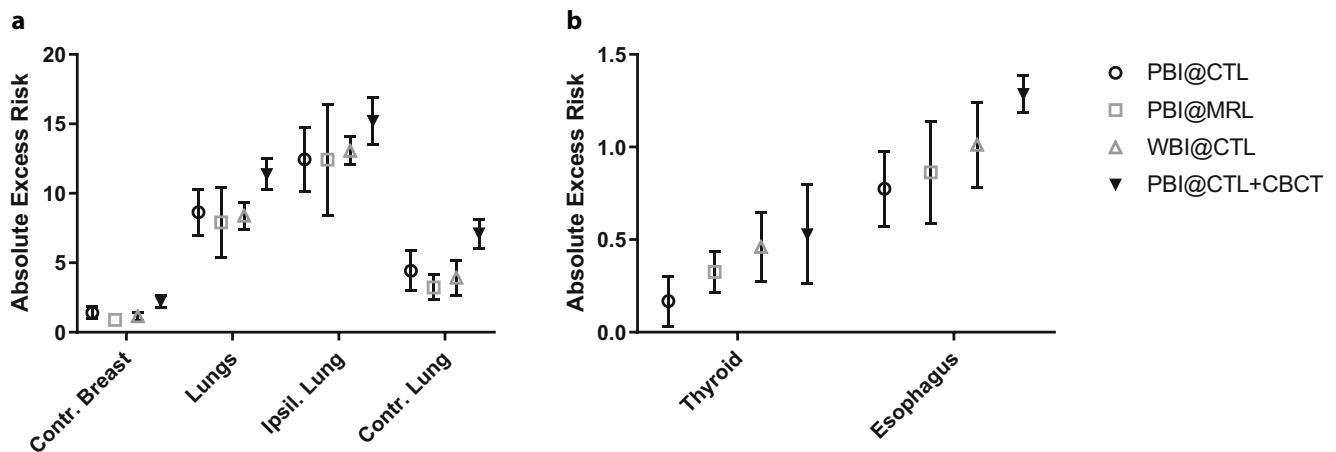 a
Absolute Excess Risk
20
15
10
5
0
Contr. Breast
Lungs
Ipsil. Lung
Contr. Lung
b
Absolute Excess Risk
1.5
1.0
0.5
0.0
Thyroid
Esophagus
PBI@CTL
PBI@MRL
WBI@CTL
PBI@CTL+CBCT